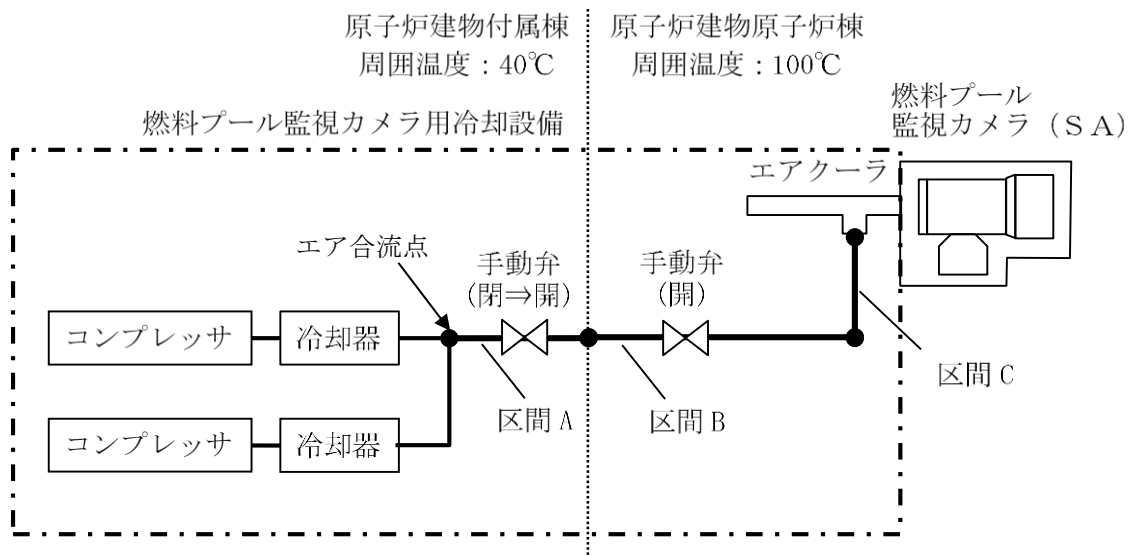 原子炉建物付属棟
周囲温度：40℃
原子炉建物原子炉棟
周囲温度：100℃
燃料プール監視カメラ用冷却設備
燃料プール
監視カメラ（ＳＡ）
エアクーラ
エア合流点
手動弁
(閉⇒開)
手動弁
(開)
コンプレッサ
冷却器
区間 A
区間 B
区間 C
コンプレッサ
冷却器